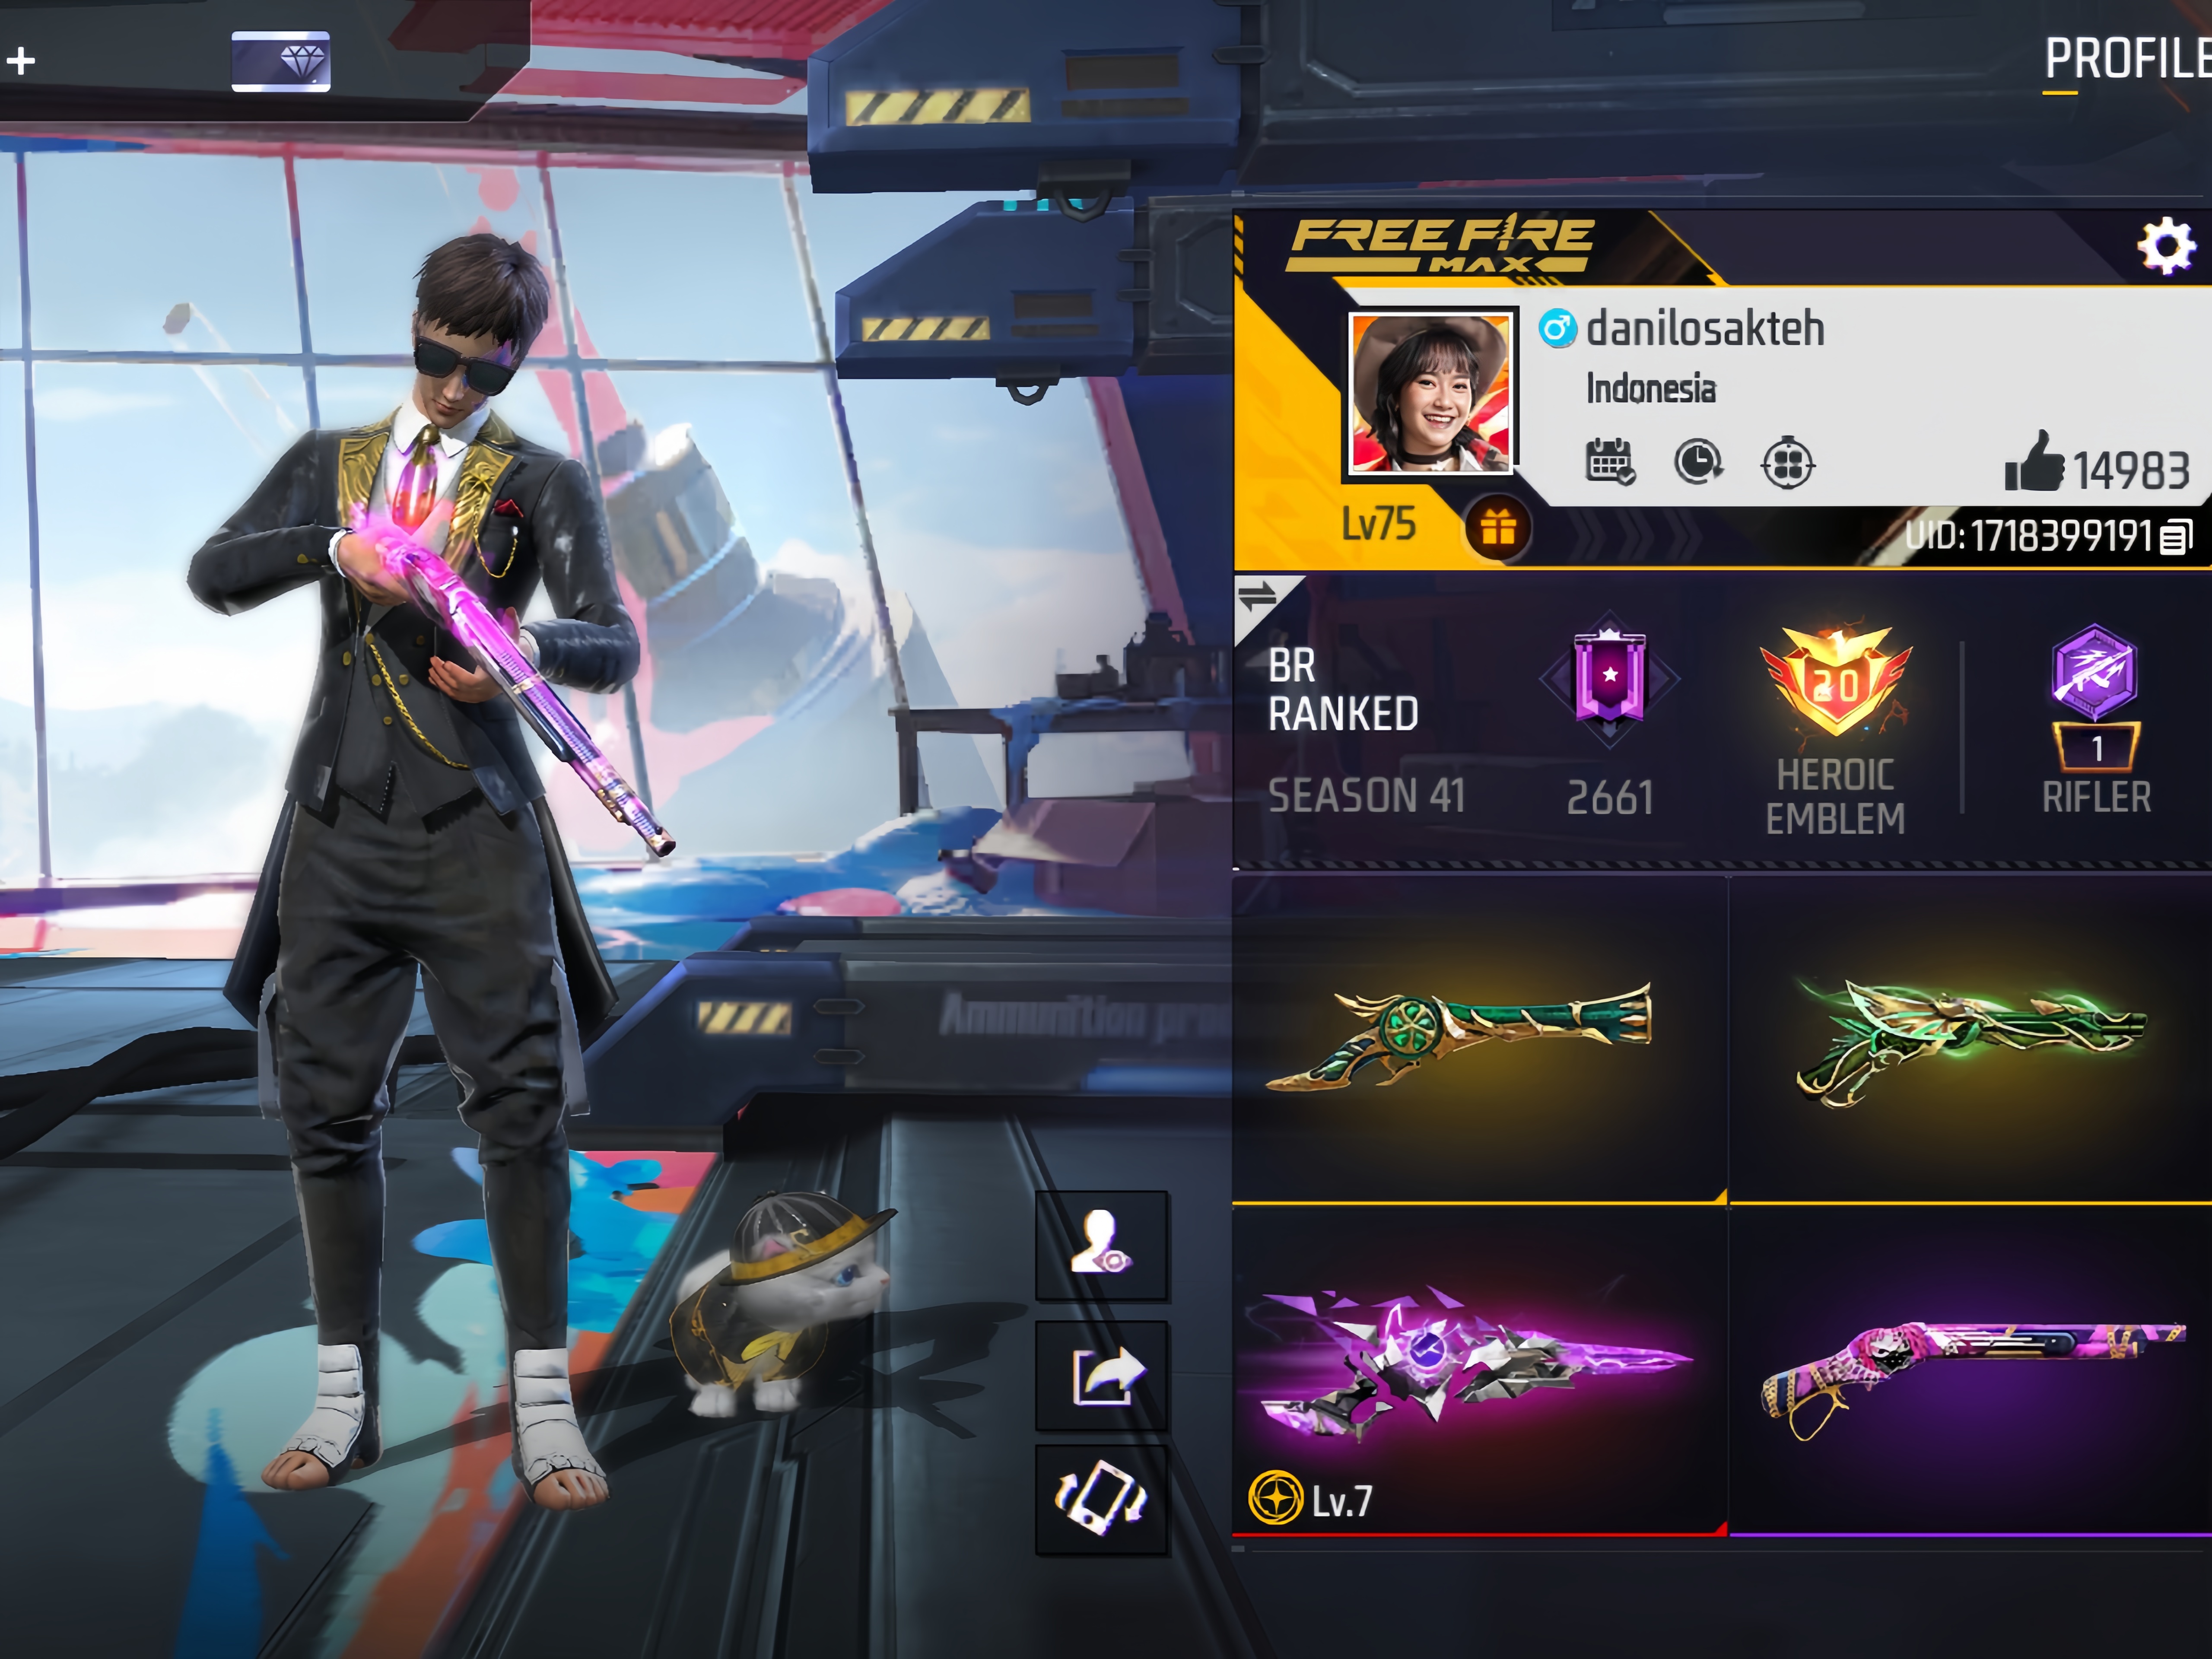 PROFILE
FREE FIRE
MAX
danilosakteh
Indonesia
14983
Lv75
UID: 1718399191
BR
RANKED
SEASON 41
2661
20
HEROIC
EMBLEM
1
RIFLER
Ammunition
Lv.7